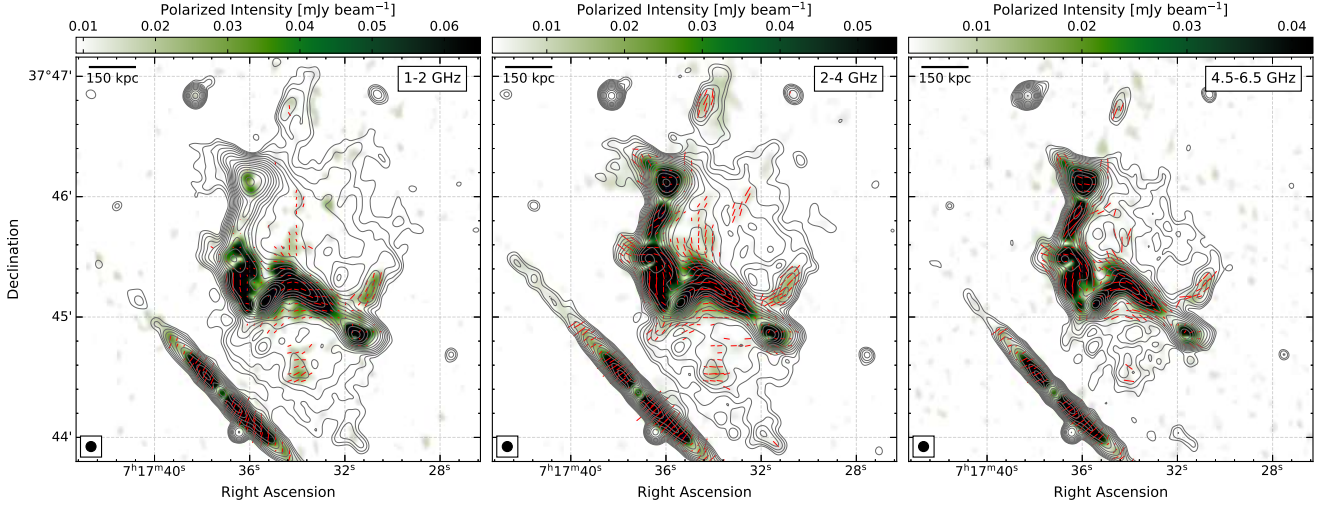 Polarized Intensity [mJy beam⁻¹] Polarized Intensity [mJy beam⁻¹] Polarized Intensity [mJy beam⁻¹]
0.01 0.02 0.03 0.04 0.05 0.06 0.01 0.02 0.03 0.04 0.05 0.01 0.02 0.03 0.04
37°47' 150 kpc 1-2 GHz 150 kpc 2-4 GHz 150 kpc 4.5-6.5 GHz
46'
Declination
45'
44'
7ʰ17ᵐ40ˢ 36ˢ 32ˢ 28ˢ 7ʰ17ᵐ40ˢ 36ˢ 32ˢ 28ˢ 7ʰ17ᵐ40ˢ 36ˢ 32ˢ 28ˢ
Right Ascension Right Ascension Right Ascension